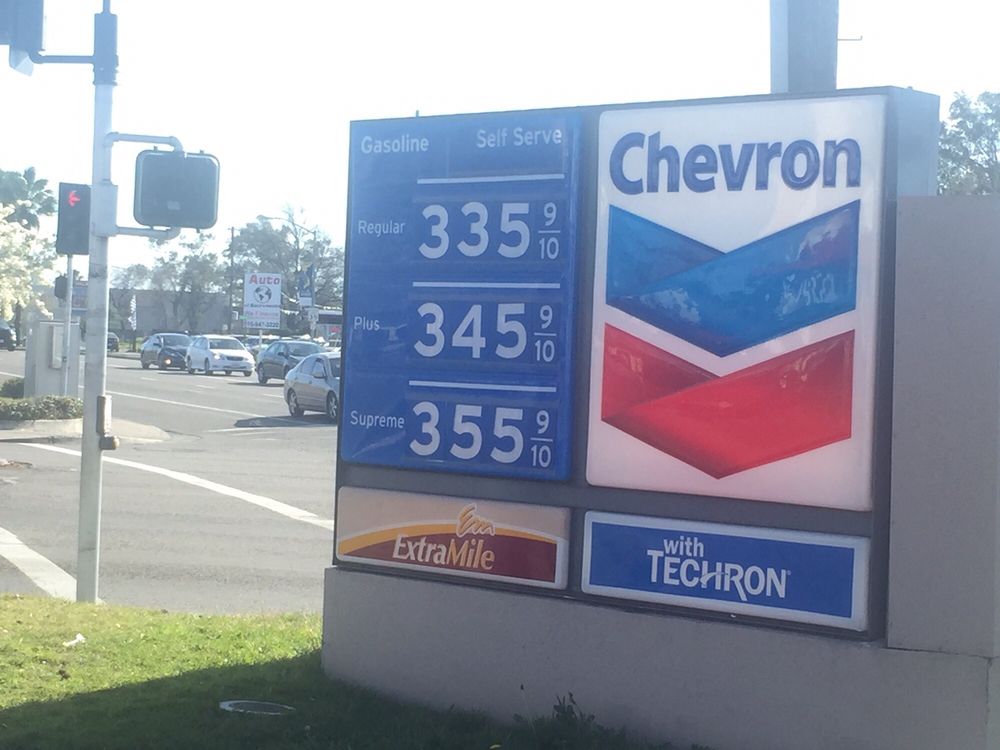 Gasoline Self Serve
Regular 335 9/10
Plus 345 9/10
Supreme 355 9/10
Chevron
Em
ExtraMile
with
TECHRON
Auto